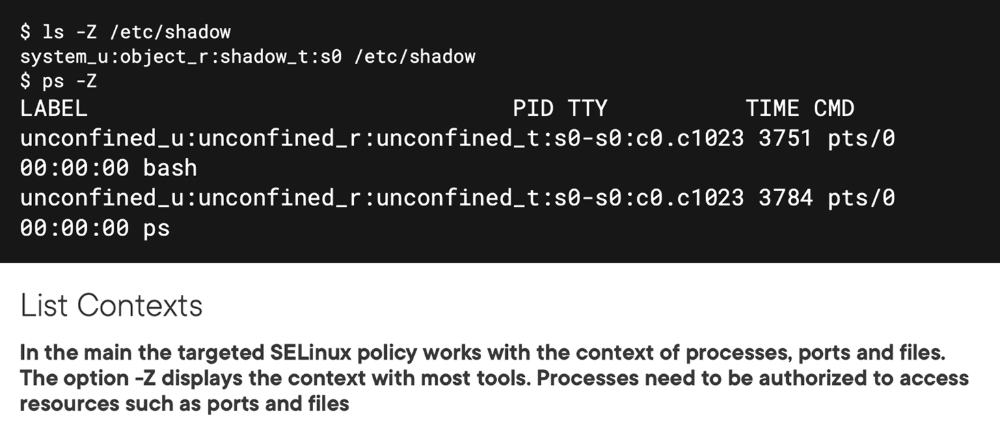 $ ls -Z /etc/shadow
system_u:object_r:shadow_t:s0 /etc/shadow
$ ps -Z
LABEL                               PID TTY          TIME CMD
unconfined_u:unconfined_r:unconfined_t:s0-s0:c0.c1023 3751 pts/0
00:00:00 bash
unconfined_u:unconfined_r:unconfined_t:s0-s0:c0.c1023 3784 pts/0
00:00:00 ps
List Contexts
In the main the targeted SELinux policy works with the context of processes, ports and files.
The option -Z displays the context with most tools. Processes need to be authorized to access
resources such as ports and files